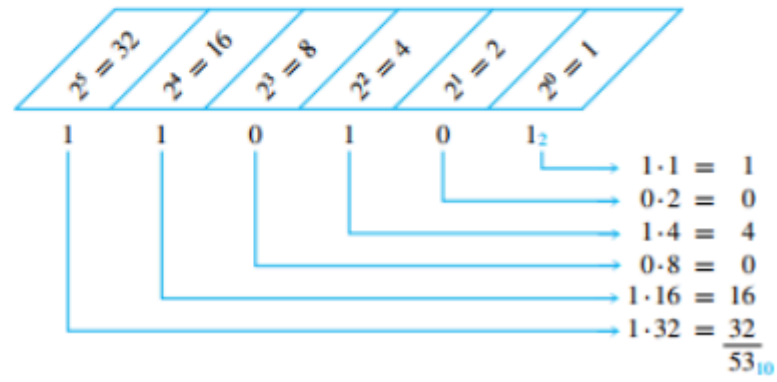 2⁵ = 32 2⁴ = 16 2³ = 8 2² = 4 2¹ = 2 2⁰ = 1
1 1 0 1 0 1₂
1·1 = 1
0·2 = 0
1·4 = 4
0·8 = 0
1·16 = 16
1·32 = 32
53₁₀